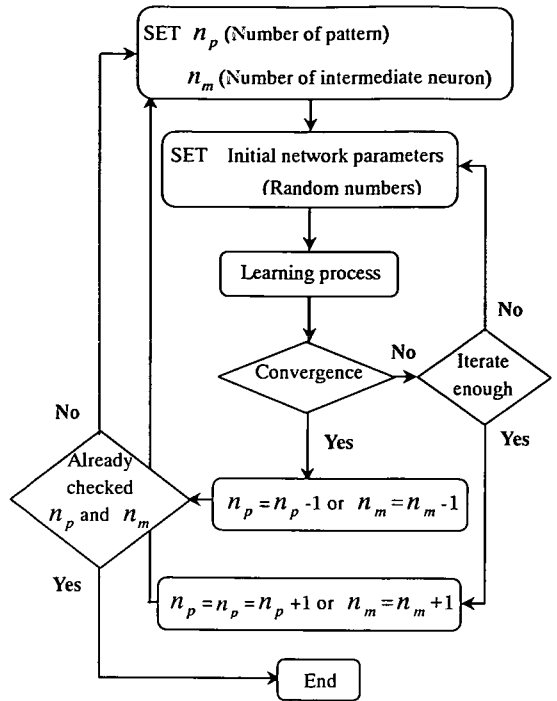 SET n_p (Number of pattern)
n_m (Number of intermediate neuron)
SET Initial network parameters
(Random numbers)
Learning process
No
Convergence
No
Iterate
enough
No
Yes
Yes
Already
checked
n_p and n_m
n_p = n_p -1 or n_m = n_m -1
Yes
n_p = n_p = n_p +1 or n_m = n_m +1
End